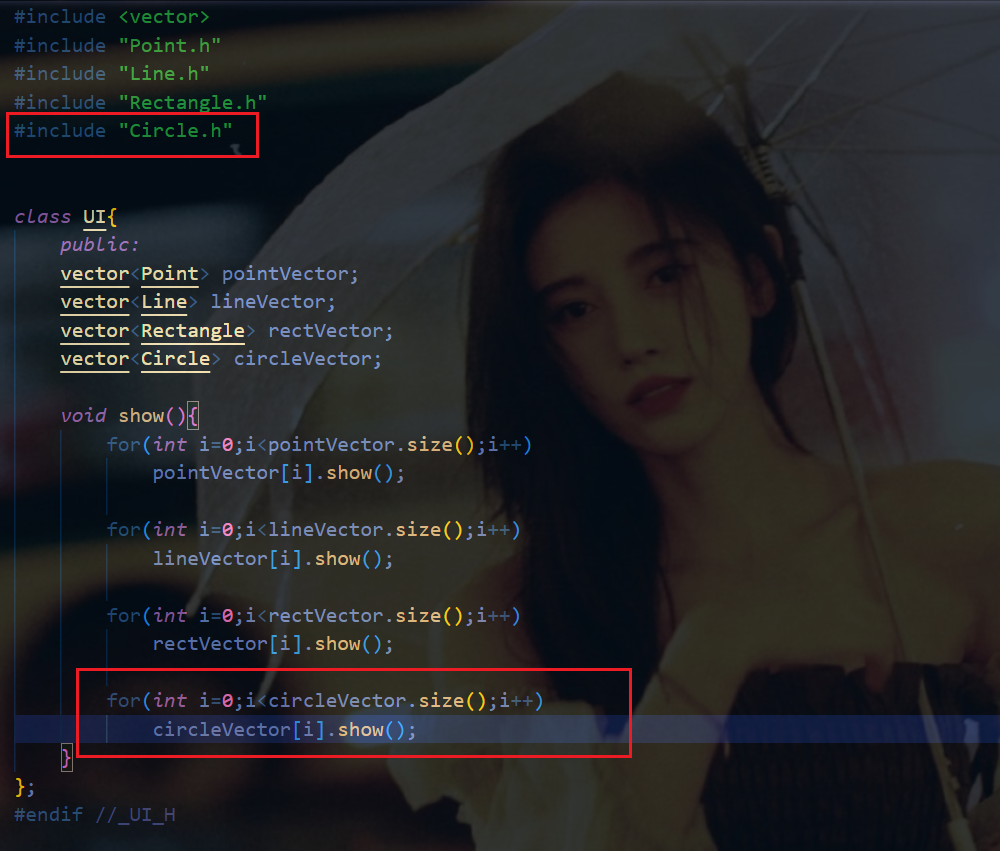 #include <vector>
#include "Point.h"
#include "Line.h"
#include "Rectangle.h"
#include "Circle.h"
class UI{
public:
vector<Point> pointVector;
vector<Line> lineVector;
vector<Rectangle> rectVector;
vector<Circle> circleVector;
void show(){
for(int i=0;i<pointVector.size();i++)
pointVector[i].show();
for(int i=0;i<lineVector.size();i++)
lineVector[i].show();
for(int i=0;i<rectVector.size();i++)
rectVector[i].show();
for(int i=0;i<circleVector.size();i++)
circleVector[i].show();
}
};
#endif //_UI_H